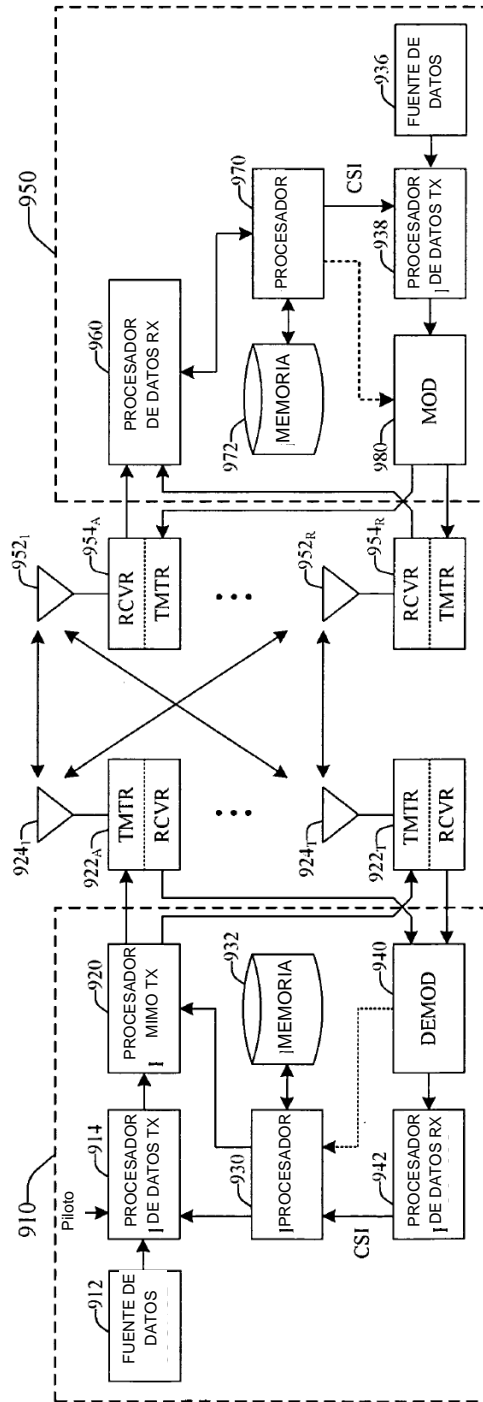 910
912
FUENTE DE
DATOS
Piloto
914
PROCESADOR
DE DATOS TX
920
PROCESADOR
MIMO TX
930
PROCESADOR
932
MEMORIA
CSI
942
PROCESADOR
DE DATOS RX
940
DEMOD
924₁
922A
TMTR
RCVR
924T
922T
TMTR
RCVR
952₁
954A
RCVR
TMTR
952R
954R
RCVR
TMTR
950
960
PROCESADOR
DE DATOS RX
970
PROCESADOR
972
MEMORIA
CSI
980
MOD
938
PROCESADOR
DE DATOS TX
936
FUENTE DE
DATOS